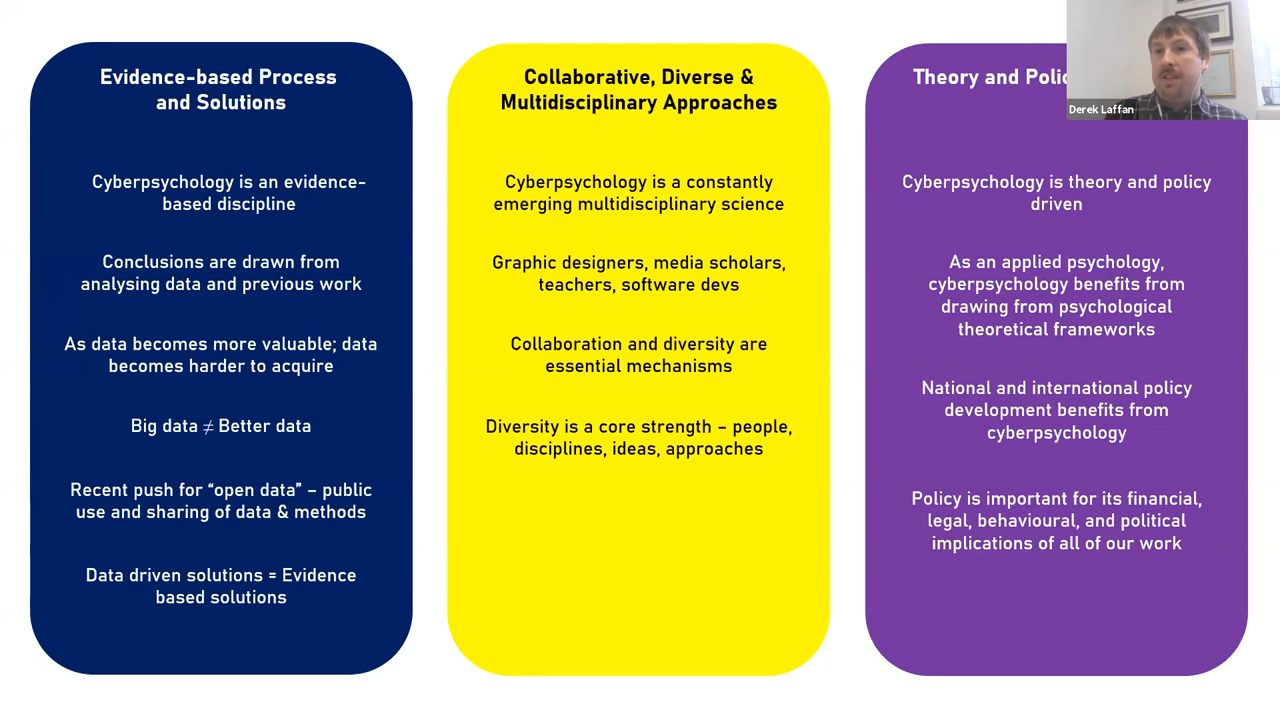 Evidence-based Process
and Solutions
Cyberpsychology is an evidence-
based discipline
Conclusions are drawn from
analysing data and previous work
As data becomes more valuable; data
becomes harder to acquire
Big data ≠ Better data
Recent push for “open data” – public
use and sharing of data & methods
Data driven solutions = Evidence
based solutions
Collaborative, Diverse &
Multidisciplinary Approaches
Cyberpsychology is a constantly
emerging multidisciplinary science
Graphic designers, media scholars,
teachers, software devs
Collaboration and diversity are
essential mechanisms
Diversity is a core strength – people,
disciplines, ideas, approaches
Theory and
Derek Laffan
Cyberpsychology is theory and policy
driven
As an applied psychology,
cyberpsychology benefits from
drawing from psychological
theoretical frameworks
National and international policy
development benefits from
cyberpsychology
Policy is important for its financial,
legal, behavioural, and political
implications of all of our work